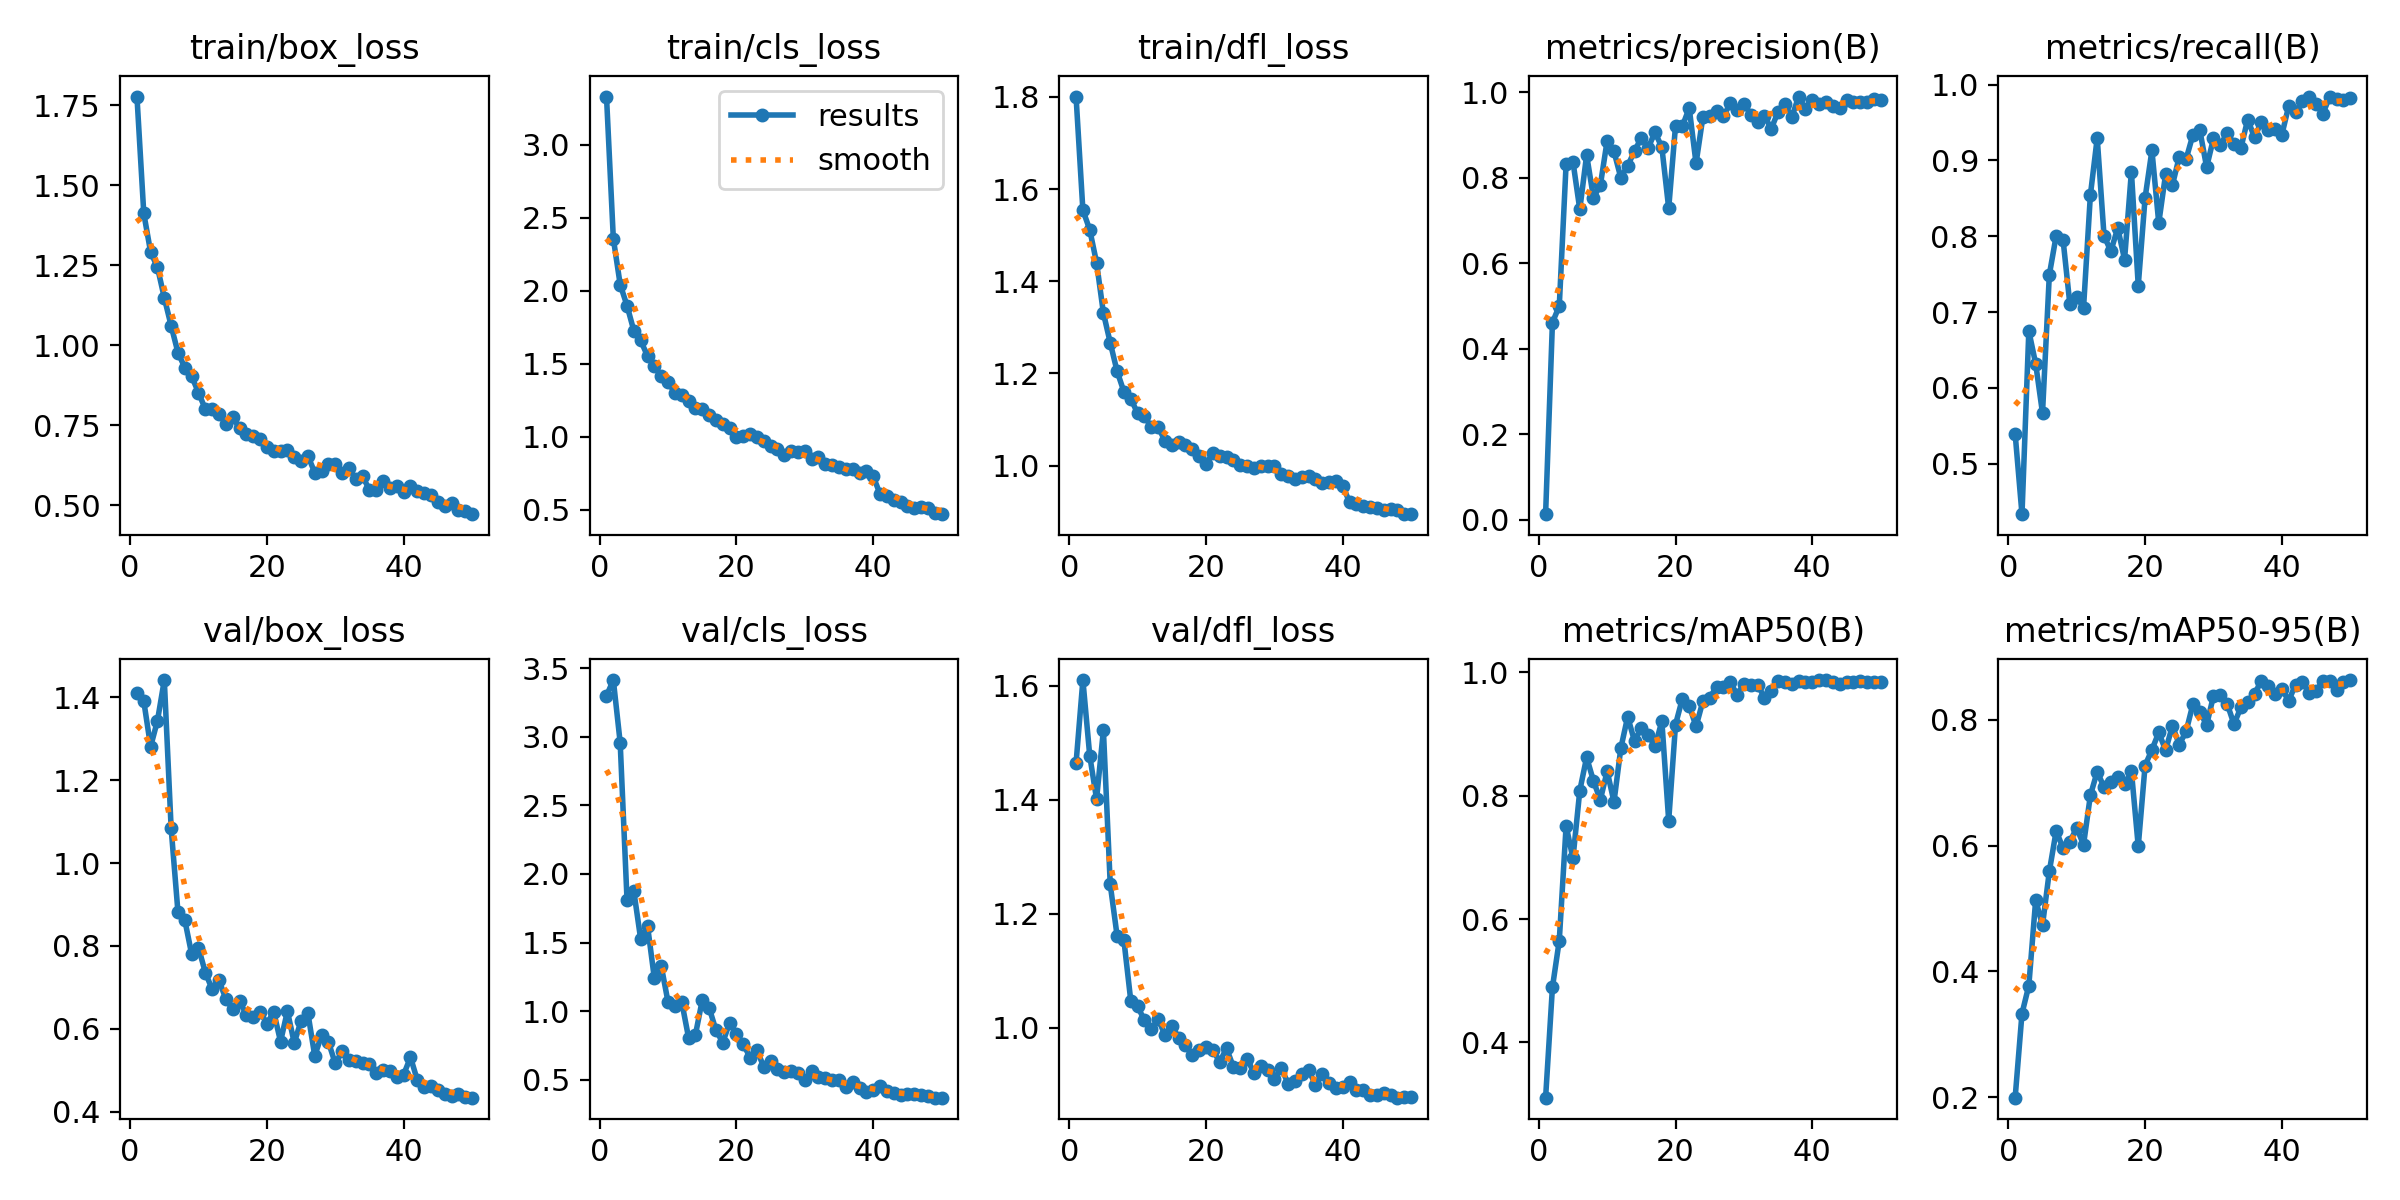 train/box_loss
1.75
1.50
1.25
1.00
0.75
0.50
0 20 40
train/cls_loss
results
smooth
3.0
2.5
2.0
1.5
1.0
0.5
0 20 40
train/dfl_loss
1.8
1.6
1.4
1.2
1.0
0 20 40
metrics/precision(B)
1.0
0.8
0.6
0.4
0.2
0.0
0 20 40
metrics/recall(B)
1.0
0.9
0.8
0.7
0.6
0.5
0 20 40
val/box_loss
1.4
1.2
1.0
0.8
0.6
0.4
0 20 40
val/cls_loss
3.5
3.0
2.5
2.0
1.5
1.0
0.5
0 20 40
val/dfl_loss
1.6
1.4
1.2
1.0
0 20 40
metrics/mAP50(B)
1.0
0.8
0.6
0.4
0 20 40
metrics/mAP50-95(B)
0.8
0.6
0.4
0.2
0 20 40